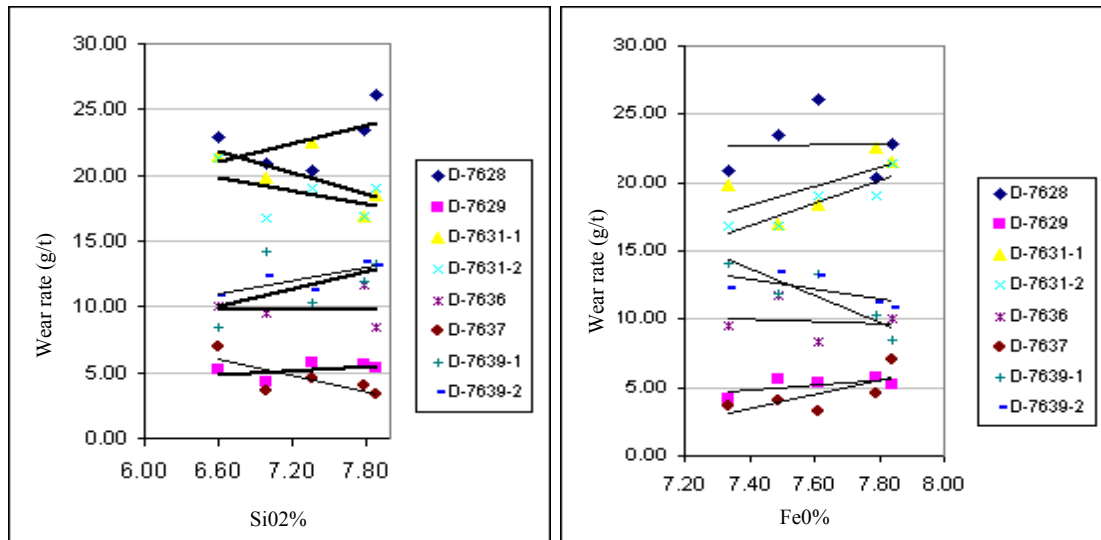 30.00
25.00
20.00
15.00
10.00
5.00
0.00
Wear rate (g/t)
6.00 6.60 7.20 7.80
Si02%
D-7628
D-7629
D-7631-1
D-7631-2
D-7636
D-7637
D-7639-1
D-7639-2
30.00
25.00
20.00
15.00
10.00
5.00
0.00
Wear rate (g/t)
7.20 7.40 7.60 7.80 8.00
Fe0%
D-7628
D-7629
D-7631-1
D-7631-2
D-7636
D-7637
D-7639-1
D-7639-2